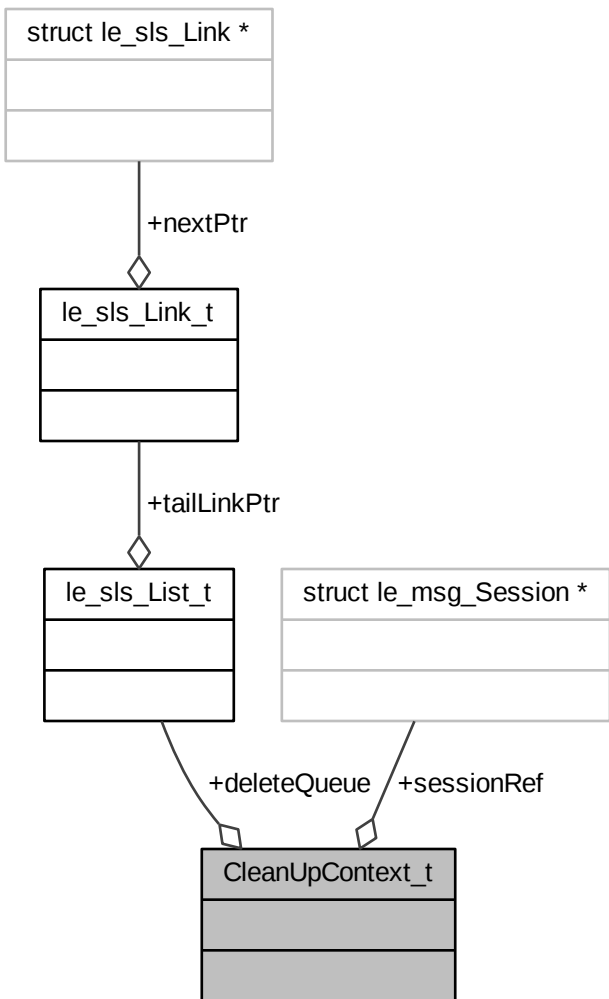 struct le_sls_Link *
+nextPtr
le_sls_Link_t
+tailLinkPtr
le_sls_List_t
struct le_msg_Session *
+deleteQueue
+sessionRef
CleanUpContext_t